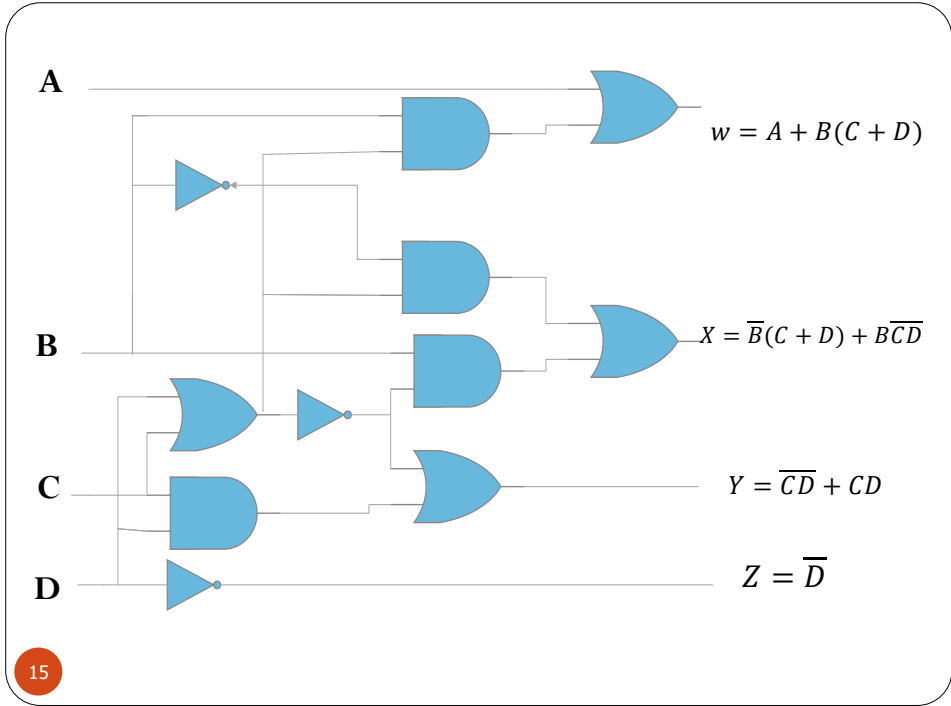 A
w = A + B(C + D)
B
X = B̅(C + D) + BC̅D̅
C
Y = C̅D̅ + CD
D
Z = D̅
15